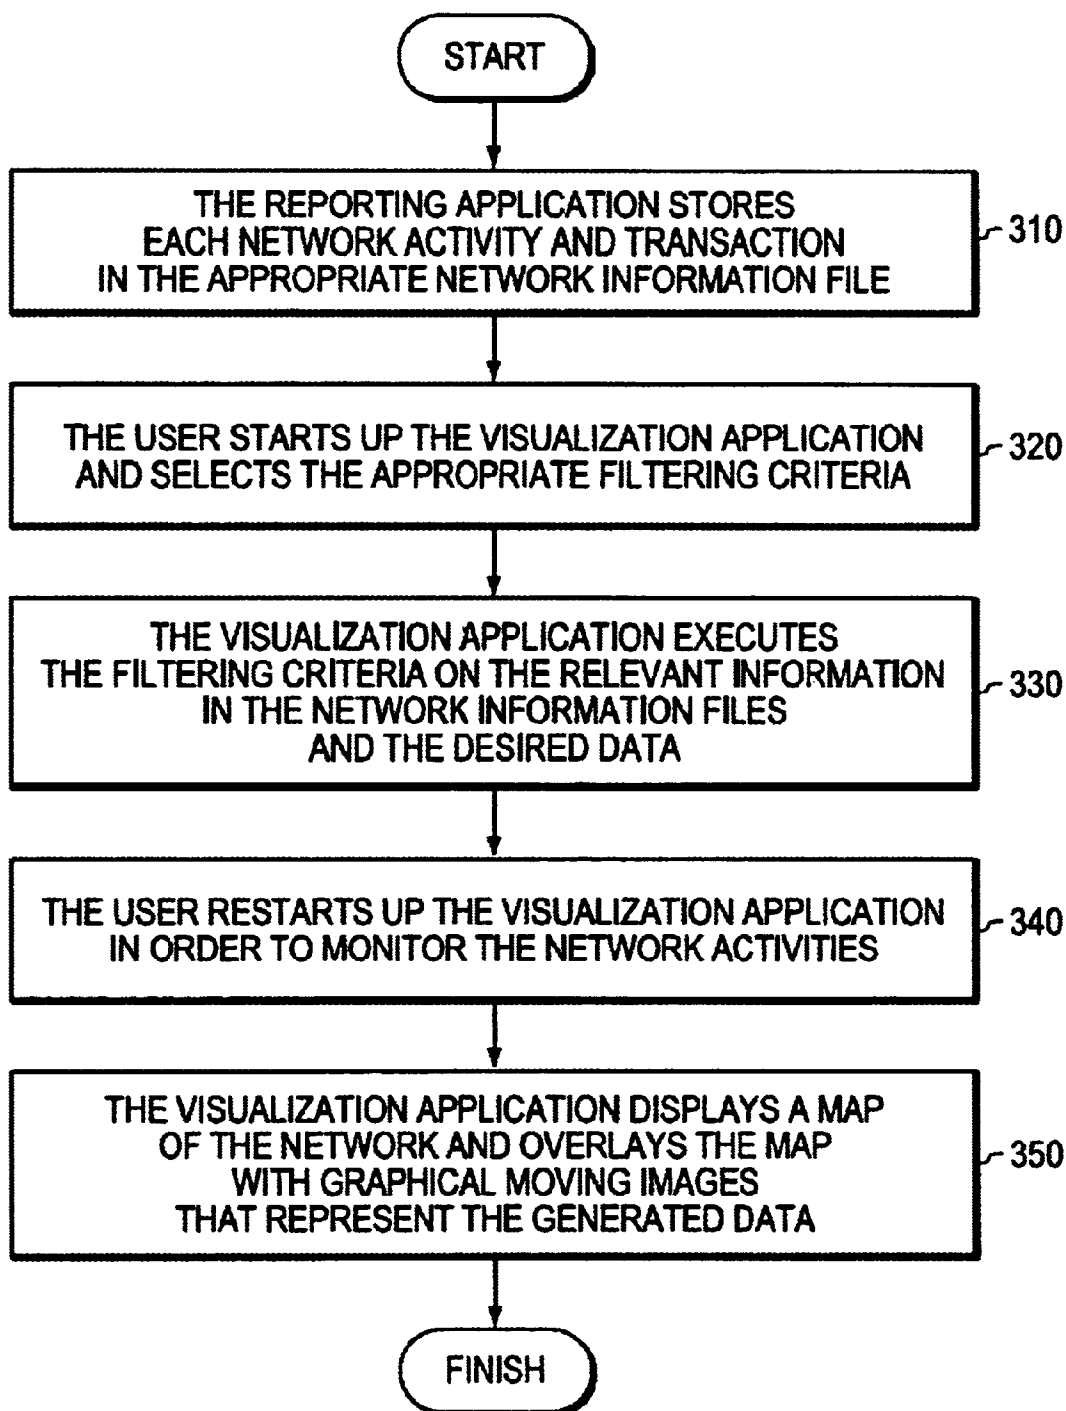 START
THE REPORTING APPLICATION STORES
EACH NETWORK ACTIVITY AND TRANSACTION
IN THE APPROPRIATE NETWORK INFORMATION FILE
310
THE USER STARTS UP THE VISUALIZATION APPLICATION
AND SELECTS THE APPROPRIATE FILTERING CRITERIA
320
THE VISUALIZATION APPLICATION EXECUTES
THE FILTERING CRITERIA ON THE RELEVANT INFORMATION
IN THE NETWORK INFORMATION FILES
AND THE DESIRED DATA
330
THE USER RESTARTS UP THE VISUALIZATION APPLICATION
IN ORDER TO MONITOR THE NETWORK ACTIVITIES
340
THE VISUALIZATION APPLICATION DISPLAYS A MAP
OF THE NETWORK AND OVERLAYS THE MAP
WITH GRAPHICAL MOVING IMAGES
THAT REPRESENT THE GENERATED DATA
350
FINISH